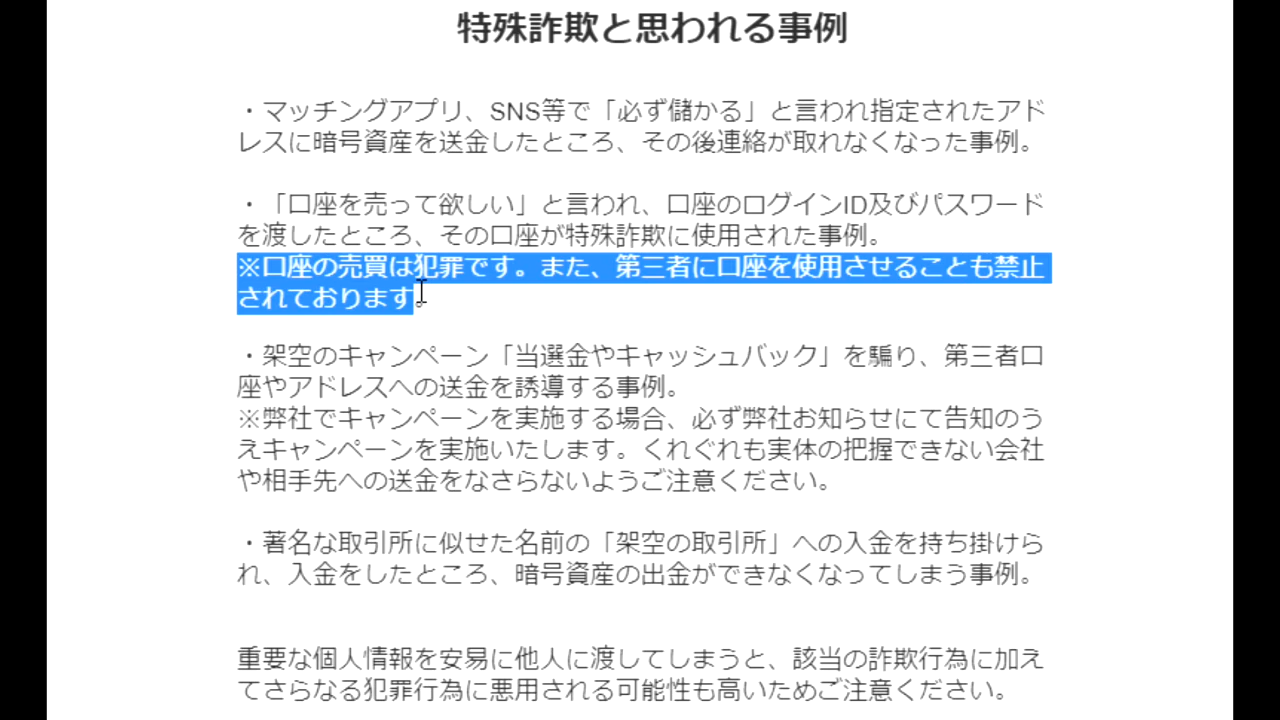 特殊詐欺と思われる事例
・マッチングアプリ、SNS等で「必ず儲かる」と言われ指定されたアド
レスに暗号資産を送金したところ、その後連絡が取れなくなった事例。
・「口座を売って欲しい」と言われ、口座のログインID及びパスワード
を渡したところ、その口座が特殊詐欺に使用された事例。
※口座の売買は犯罪です。また、第三者に口座を使用させることも禁止
されております。
・架空のキャンペーン「当選金やキャッシュバック」を騙り、第三者口
座やアドレスへの送金を誘導する事例。
※弊社でキャンペーンを実施する場合、必ず弊社お知らせにて告知のう
えキャンペーンを実施いたします。くれぐれも実体の把握できない会社
や相手先への送金をなさらないようご注意ください。
・著名な取引所に似せた名前の「架空の取引所」への入金を持ち掛けら
れ、入金をしたところ、暗号資産の出金ができなくなってしまう事例。
重要な個人情報を安易に他人に渡してしまうと、該当の詐欺行為に加え
てさらなる犯罪行為に悪用される可能性も高いためご注意ください。